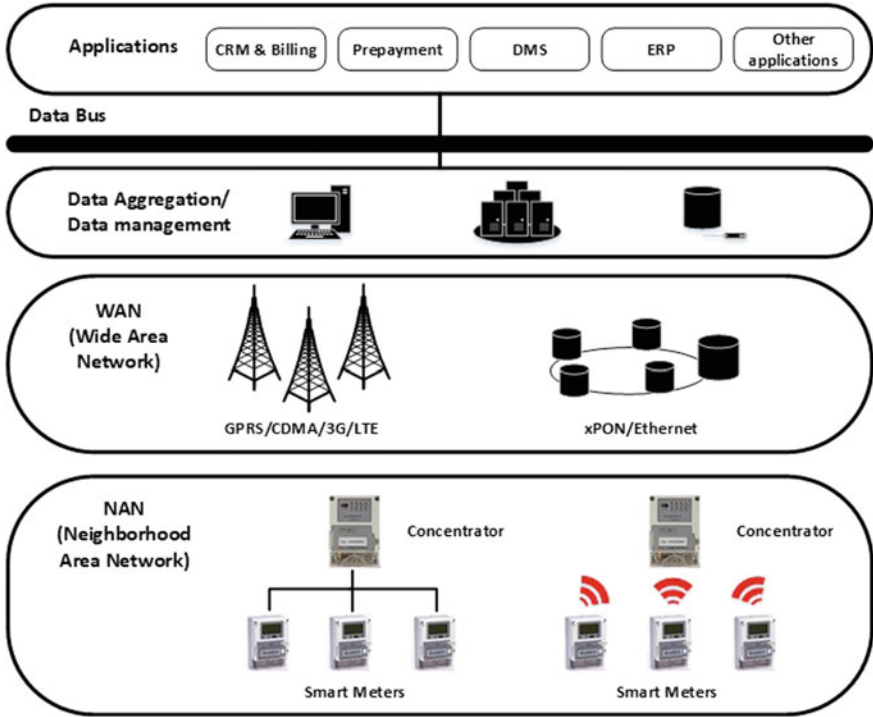 Applications
CRM & Billing
Prepayment
DMS
ERP
Other
applications
Data Bus
Data Aggregation/
Data management
WAN
(Wide Area
Network)
GPRS/CDMA/3G/LTE
xPON/Ethernet
NAN
(Neighborhood
Area Network)
Concentrator
Concentrator
Smart Meters
Smart Meters